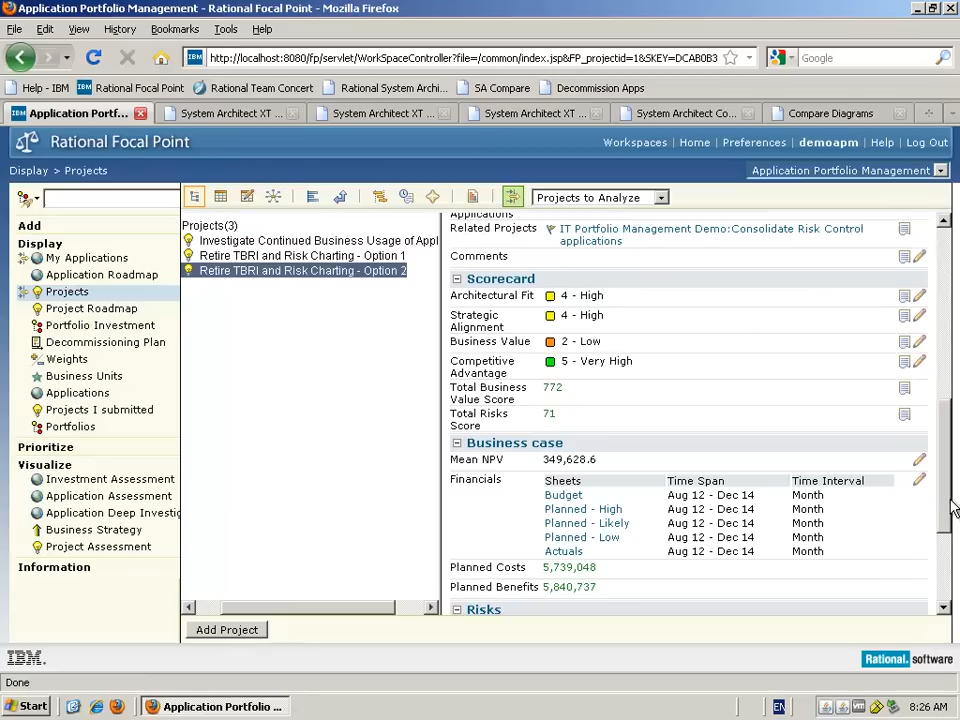 Application Portfolio Management - Rational Focal Point - Mozilla Firefox
File Edit View History Bookmarks Tools Help
IBM http://localhost:8080/fp/servlet/WorkSpaceController?file=/common/index.jsp&FP_projectid=1&SKEY=DCAB0B3 Google
Help - IBM IBM Rational Focal Point Rational Team Concert Rational System Archi... SA Compare Decommission Apps
IBM Application Portf... System Architect XT ... System Architect XT ... System Architect XT ... System Architect Co... Compare Diagrams
Rational Focal Point Workspaces | Home | Preferences | demoapm | Help | Log Out
Display > Projects Application Portfolio Management
Projects to Analyze
Add
Display
My Applications
Application Roadmap
Projects
Project Roadmap
Portfolio Investment
Decommissioning Plan
Weights
Business Units
Applications
Projects I submitted
Portfolios
Prioritize
Visualize
Investment Assessment
Application Assessment
Application Deep Investig
Business Strategy
Project Assessment
Information
Projects(3)
Investigate Continued Business Usage of Appl
Retire TBRI and Risk Charting - Option 1
Retire TBRI and Risk Charting - Option 2
Add Project
Applications
Related Projects IT Portfolio Management Demo:Consolidate Risk Control
applications
Comments
Scorecard
Architectural Fit 4 - High
Strategic 4 - High
Alignment
Business Value 2 - Low
Competitive 5 - Very High
Advantage
Total Business 772
Value Score
Total Risks 71
Score
Business case
Mean NPV 349,628.6
Financials Sheets Time Span Time Interval
Budget Aug 12 - Dec 14 Month
Planned - High Aug 12 - Dec 14 Month
Planned - Likely Aug 12 - Dec 14 Month
Planned - Low Aug 12 - Dec 14 Month
Actuals Aug 12 - Dec 14 Month
Planned Costs 5,739,048
Planned Benefits 5,840,737
Risks
IBM. Rational. software
Done
Start Application Portfolio ... EN 8:26 AM